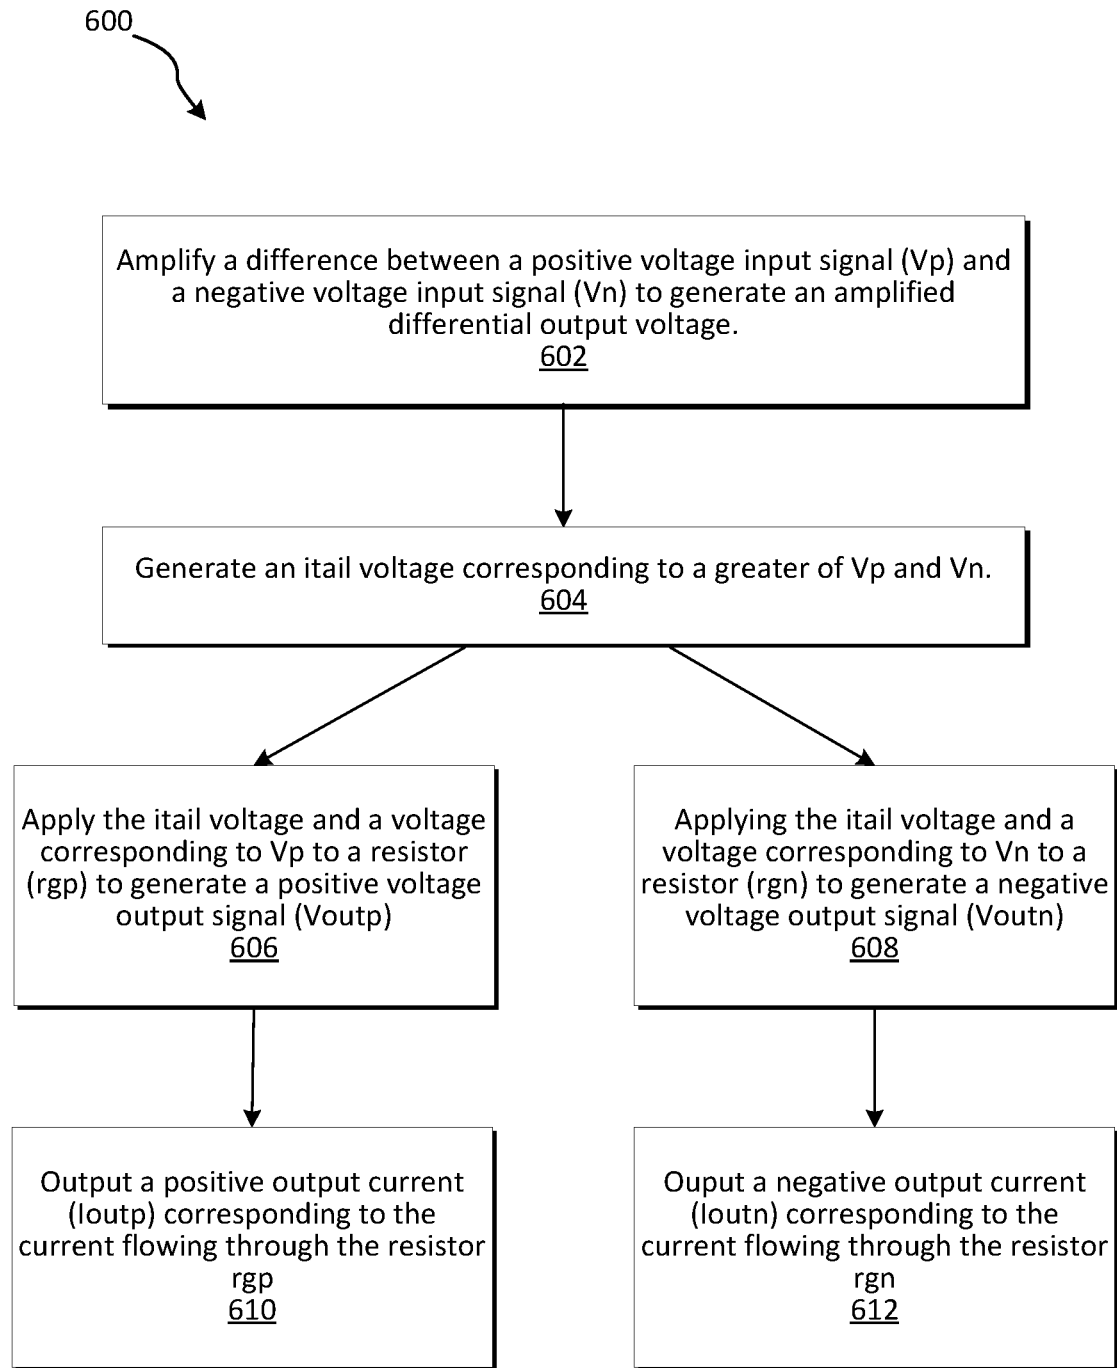 600
Amplify a difference between a positive voltage input signal (Vp) and
a negative voltage input signal (Vn) to generate an amplified
differential output voltage.
602
Generate an itail voltage corresponding to a greater of Vp and Vn.
604
Apply the itail voltage and a voltage
corresponding to Vp to a resistor
(rgp) to generate a positive voltage
output signal (Voutp)
606
Applying the itail voltage and a
voltage corresponding to Vn to a
resistor (rgn) to generate a negative
voltage output signal (Voutn)
608
Output a positive output current
(Ioutp) corresponding to the
current flowing through the resistor
rgp
610
Ouput a negative output current
(Ioutn) corresponding to the
current flowing through the resistor
rgn
612